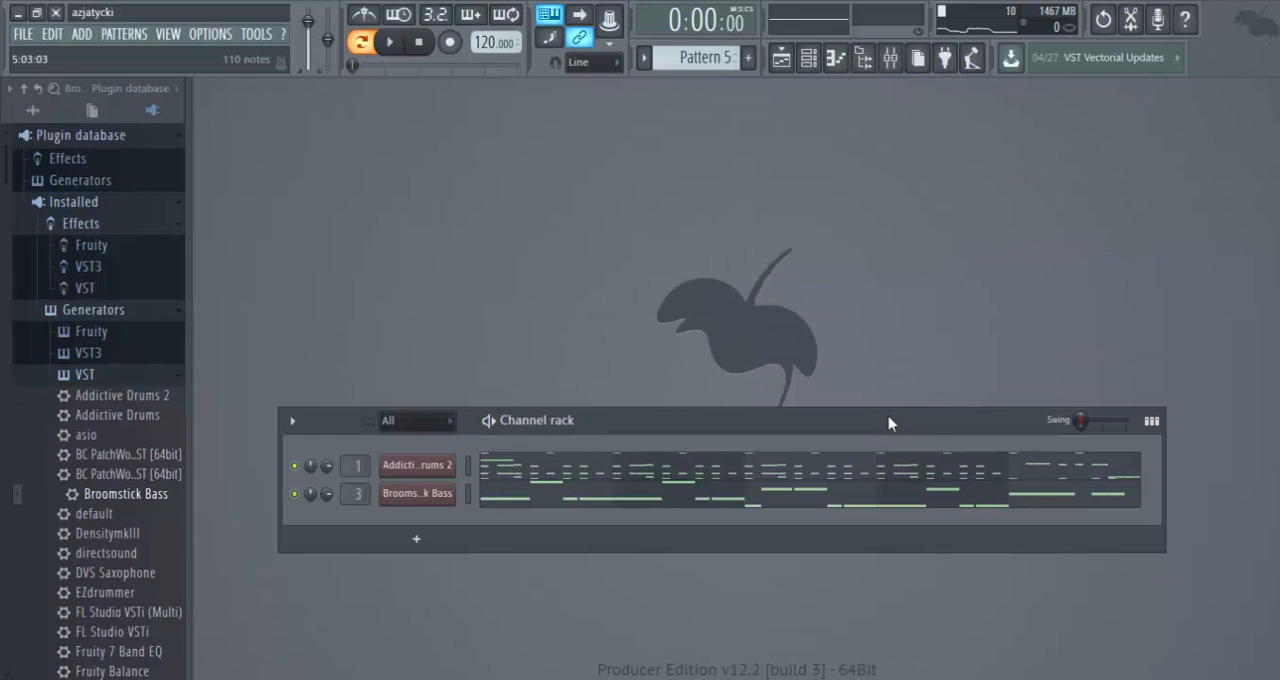 azjatycki
FILE EDIT ADD PATTERNS VIEW OPTIONS TOOLS ?
5:03:03 110 notes
3.2.
120.000
Line
M:S:CS
0:00:00
Pattern 5 +
10 1467 MB
0
?
04/27 VST Vectorial Updates
Bro.. Plugin database
Plugin database
Effects
Generators
Installed
Effects
Fruity
VST3
VST
Generators
Fruity
VST3
VST
Addictive Drums 2
Addictive Drums
asio
BC PatchWo..ST [64bit]
BC PatchWo..ST [64bit]
Broomstick Bass
default
DensitymkIII
directsound
DVS Saxophone
EZdrummer
FL Studio VSTi (Multi)
FL Studio VSTi
Fruity 7 Band EQ
Fruity Balance
All Channel rack Swing
1 Addicti..rums 2
3 Brooms..k Bass
+
Producer Edition v12.2 [build 3] - 64Bit